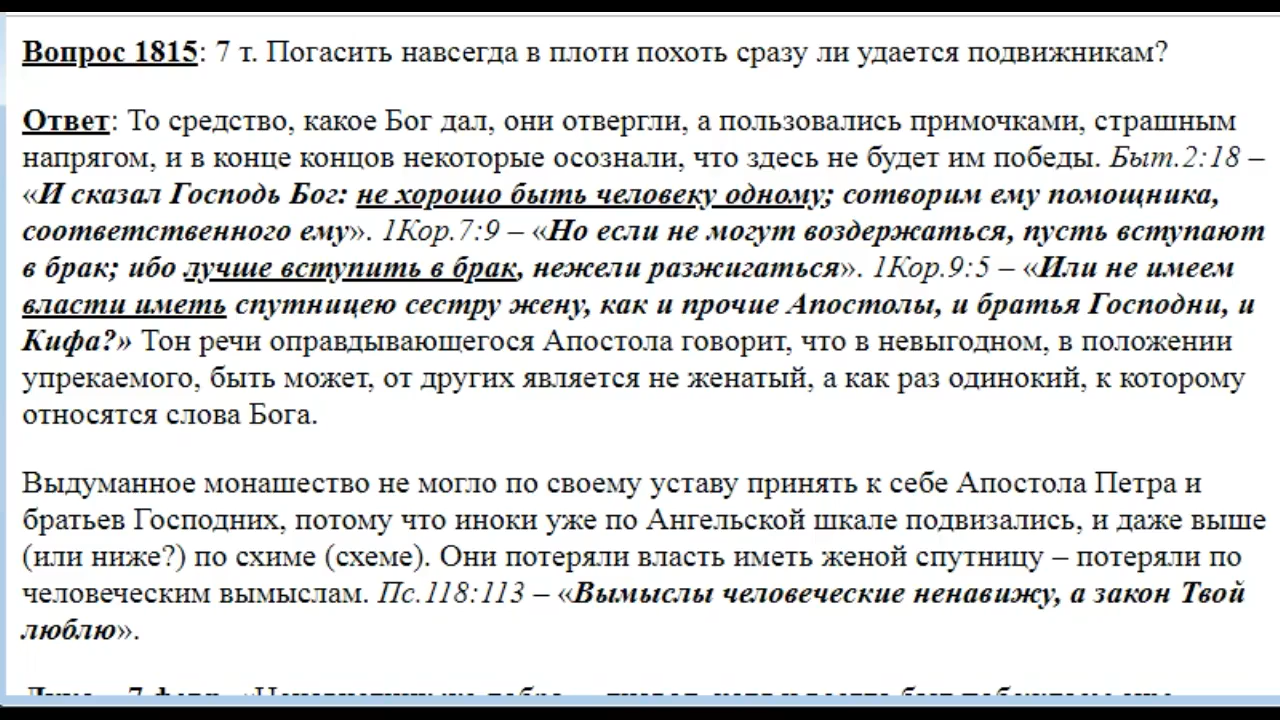 Вопрос 1815: 7 т. Погасить навсегда в плоти похоть сразу ли удается подвижникам?
Ответ: То средство, какое Бог дал, они отвергли, а пользовались примочками, страшным
напрягом, и в конце концов некоторые осознали, что здесь не будет им победы. Быт.2:18 –
«И сказал Господь Бог: не хорошо быть человеку одному; сотворим ему помощника,
соответственного ему». 1Кор.7:9 – «Но если не могут воздержаться, пусть вступают
в брак; ибо лучше вступить в брак, нежели разжигаться». 1Кор.9:5 – «Или не имеем
власти иметь спутницею сестру жену, как и прочие Апостолы, и братья Господни, и
Кифа?» Тон речи оправдывающегося Апостола говорит, что в невыгодном, в положении
упрекаемого, быть может, от других является не женатый, а как раз одинокий, к которому
относятся слова Бога.
Выдуманное монашество не могло по своему уставу принять к себе Апостола Петра и
братьев Господних, потому что иноки уже по Ангельской шкале подвизались, и даже выше
(или ниже?) по схиме (схеме). Они потеряли власть иметь женой спутницу – потеряли по
человеческим вымыслам. Пс.118:113 – «Вымыслы человеческие ненавижу, а закон Твой
люблю».